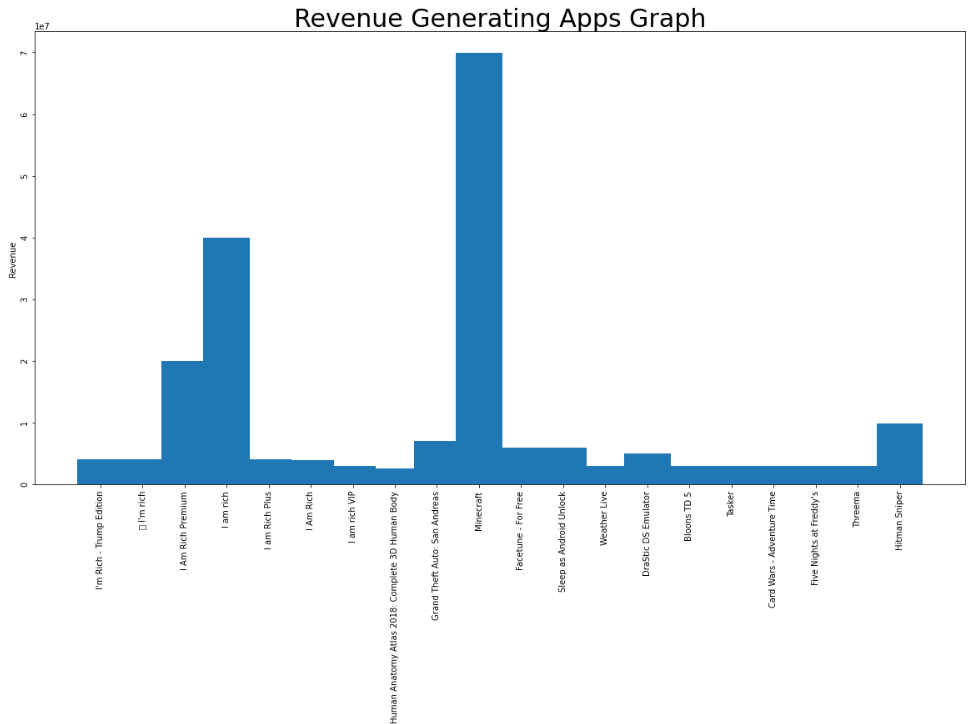 Revenue Generating Apps Graph
1e7
7
6
5
4
3
2
1
0
Revenue
I'm Rich - Trump Edition
I'm rich
I Am Rich Premium
I am rich
I am Rich Plus
I Am Rich
I am rich VIP
Human Anatomy Atlas 2018: Complete 3D Human Body
Grand Theft Auto: San Andreas
Minecraft
Facetune - For Free
Sleep as Android Unlock
Weather Live
DraStic DS Emulator
Bloons TD 5
Tasker
Card Wars - Adventure Time
Five Nights at Freddy's
Threema
Hitman Sniper